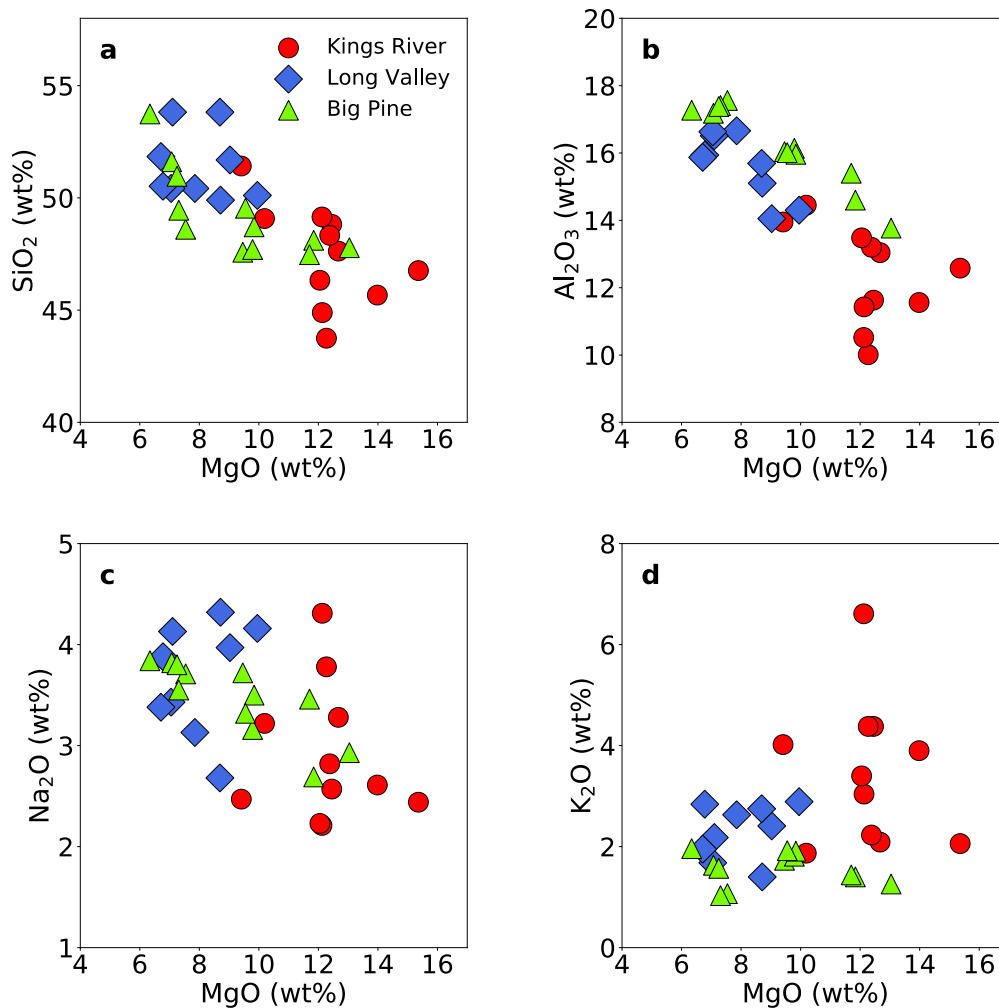 a
Kings River
Long Valley
Big Pine
55
50
45
40
SiO₂ (wt%)
4 6 8 10 12 14 16
MgO (wt%)
b
20
18
16
14
12
10
8
Al₂O₃ (wt%)
4 6 8 10 12 14 16
MgO (wt%)
c
5
4
3
2
1
Na₂O (wt%)
4 6 8 10 12 14 16
MgO (wt%)
d
8
6
4
2
0
K₂O (wt%)
4 6 8 10 12 14 16
MgO (wt%)